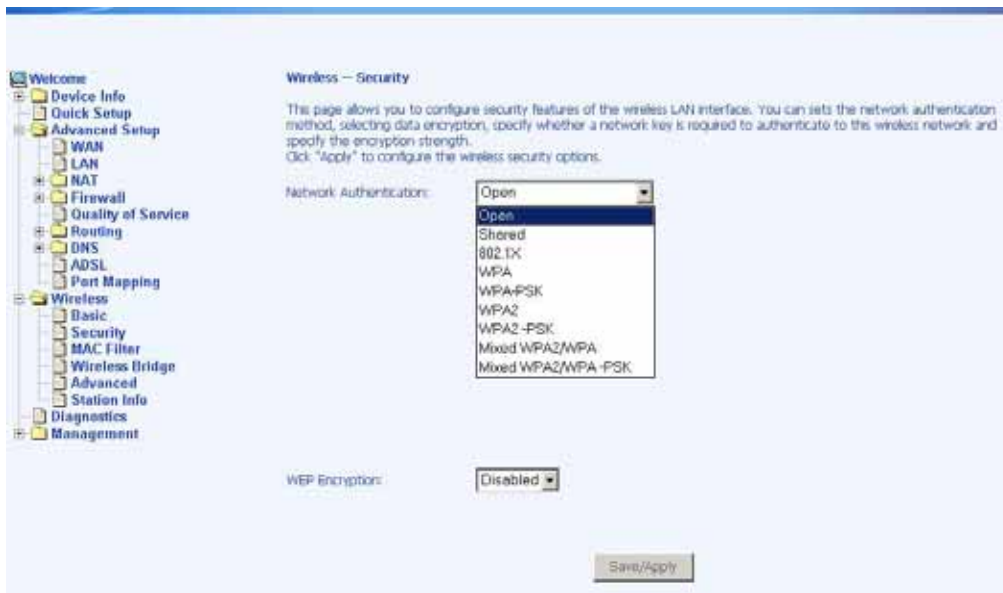 Welcome
Device Info
Quick Setup
Advanced Setup
WAN
LAN
NAT
Firewall
Quality of Service
Routing
DNS
ADSL
Port Mapping
Wireless
Basic
Security
MAC Filter
Wireless Bridge
Advanced
Station Info
Diagnostics
Management
Wireless -- Security
This page allows you to configure security features of the wireless LAN interface. You can sets the network authentication
method, selecting data encryption, specify whether a network key is required to authenticate to this wireless network and
specify the encryption strength.
Click "Apply" to configure the wireless security options.
Network Authentication: Open
Open
Shared
802.1X
WPA
WPA-PSK
WPA2
WPA2 -PSK
Mixed WPA2/WPA
Mixed WPA2/WPA -PSK
WEP Encryption: Disabled
Save/Apply